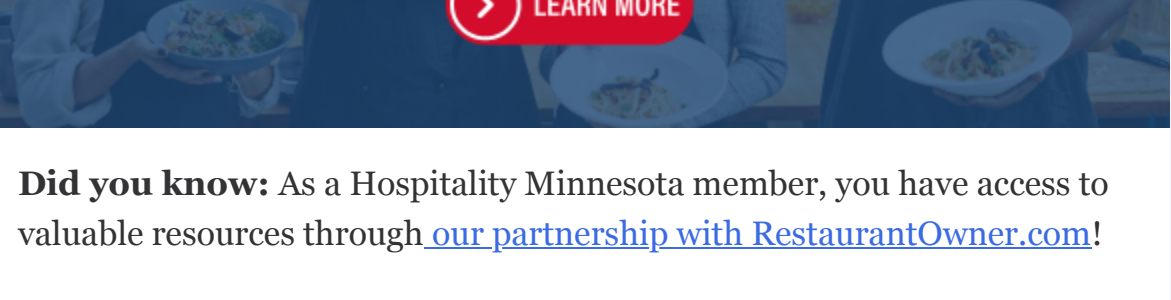 LEARN MORE
Did you know: As a Hospitality Minnesota member, you have access to
valuable resources through our partnership with RestaurantOwner.com!